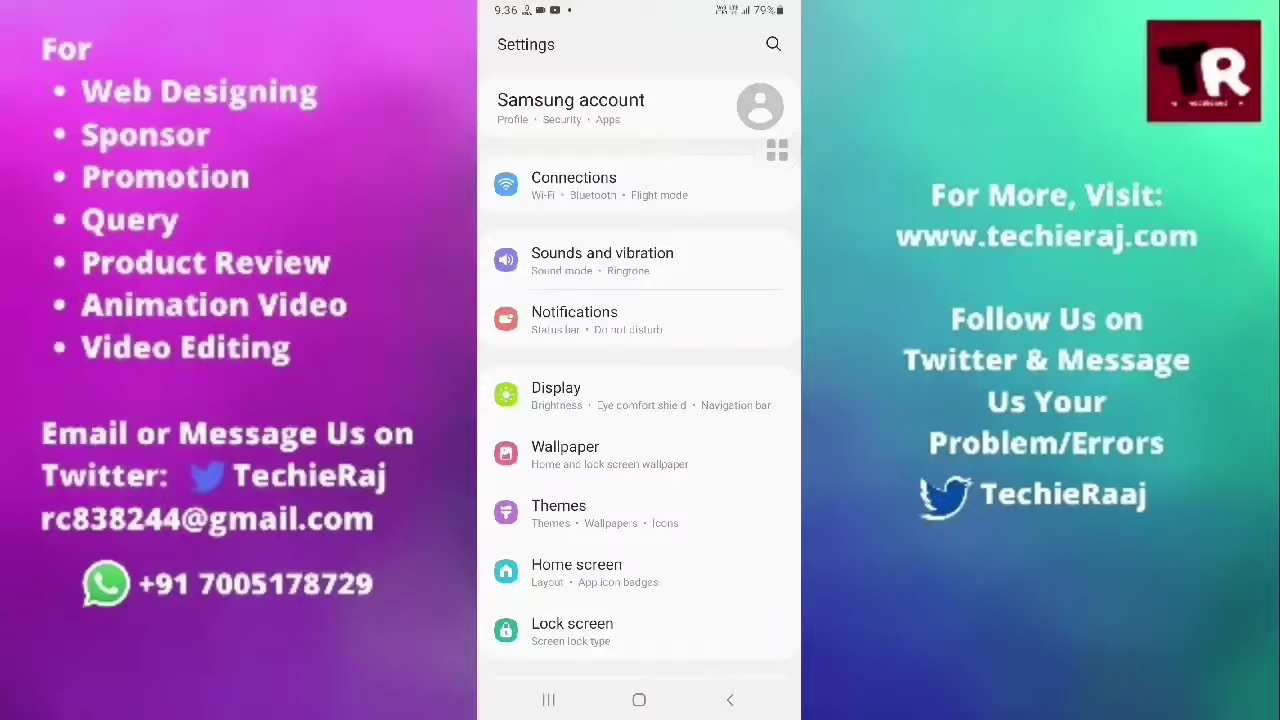 For
• Web Designing
• Sponsor
• Promotion
• Query
• Product Review
• Animation Video
• Video Editing
Email or Message Us on
Twitter: TechieRaj
rc838244@gmail.com
+91 7005178729
9:36
79%
Settings
Samsung account
Profile • Security • Apps
Connections
Wi-Fi • Bluetooth • Flight mode
Sounds and vibration
Sound mode • Ringtone
Notifications
Status bar • Do not disturb
Display
Brightness • Eye comfort shield • Navigation bar
Wallpaper
Home and lock screen wallpaper
Themes
Themes • Wallpapers • Icons
Home screen
Layout • App icon badges
Lock screen
Screen lock type
TR
For More, Visit:
www.techieraj.com
Follow Us on
Twitter & Message
Us Your
Problem/Errors
TechieRaaj